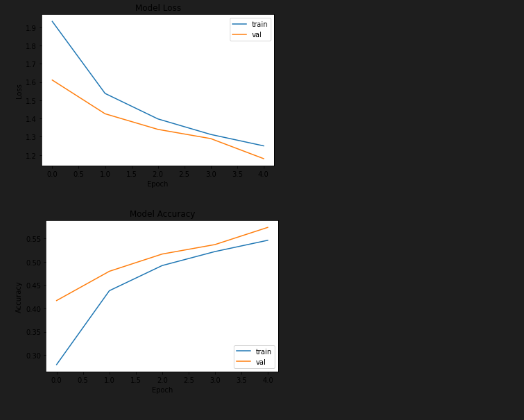 Model Loss
train
val
1.9
1.8
1.7
1.6
1.5
1.4
1.3
1.2
Loss
0.0 0.5 1.0 1.5 2.0 2.5 3.0 3.5 4.0
Epoch
Model Accuracy
0.55
0.50
0.45
0.40
0.35
0.30
Accuracy
train
val
0.0 0.5 1.0 1.5 2.0 2.5 3.0 3.5 4.0
Epoch